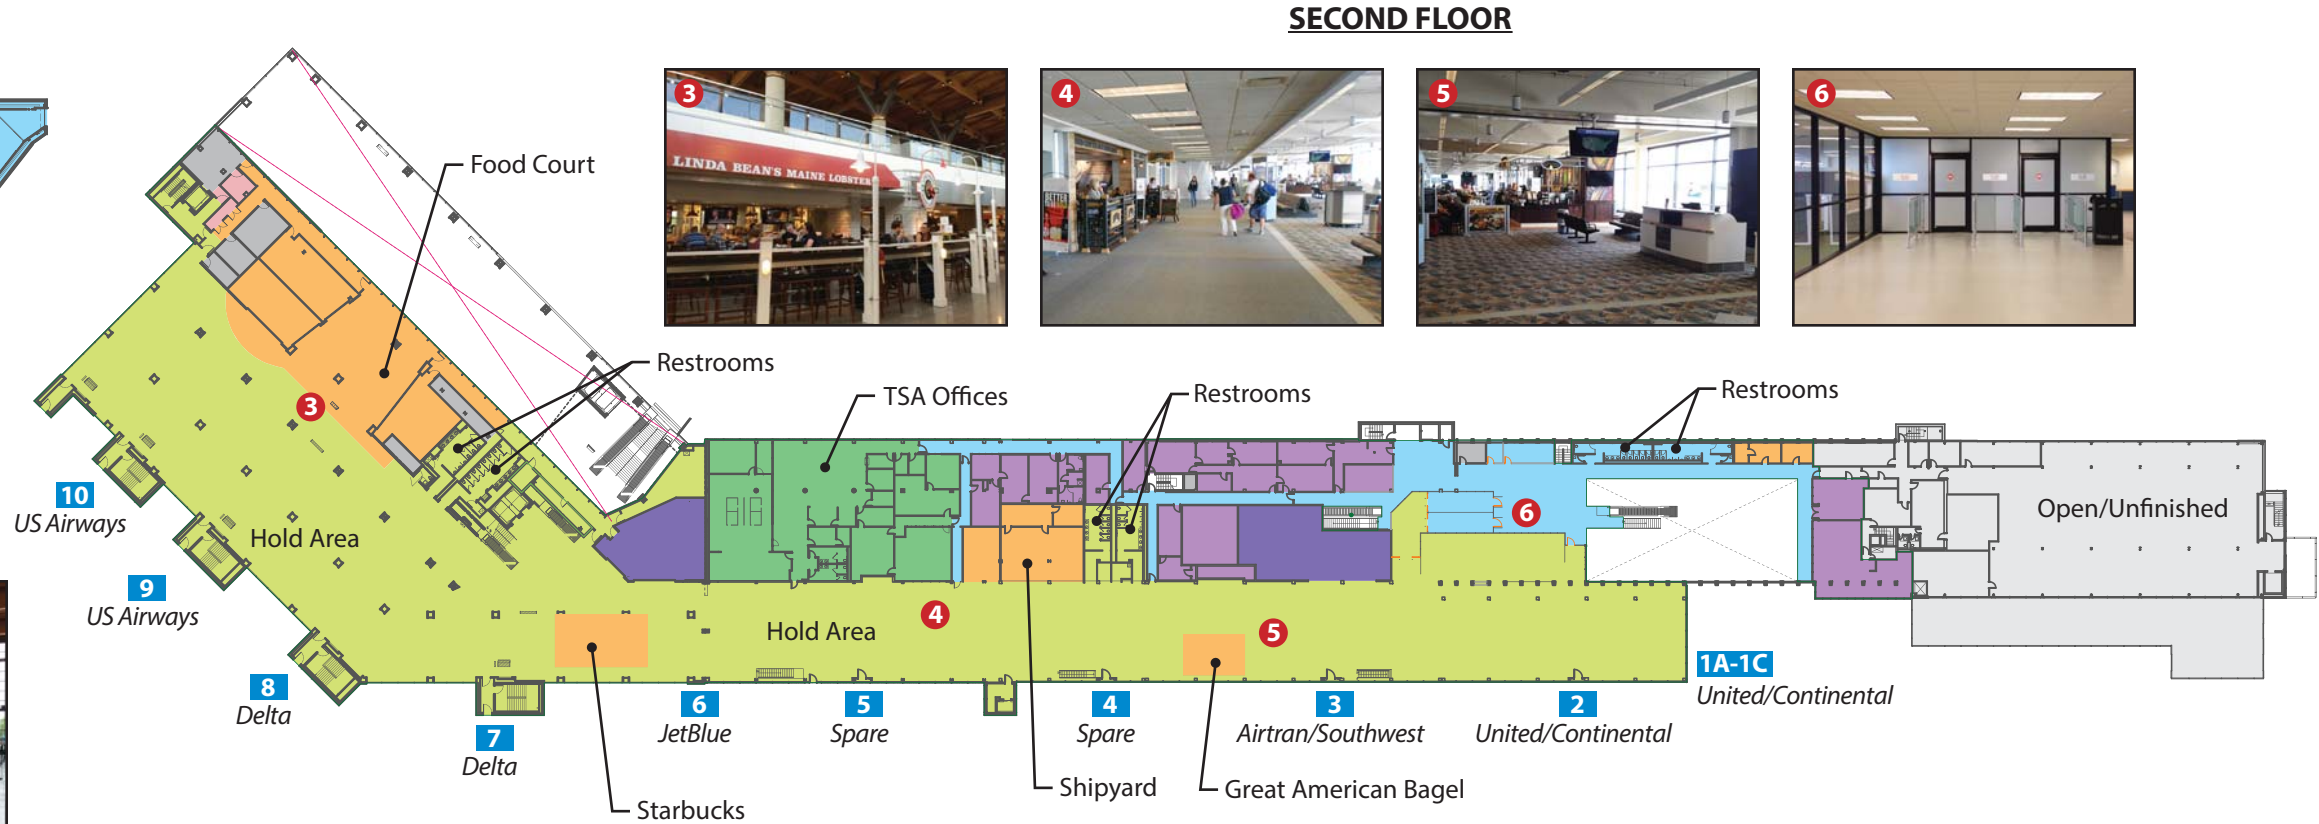 SECOND FLOOR
3
LINDA BEAN'S MAINE LOBSTER
4
5
6
Food Court
Restrooms
TSA Offices
Restrooms
Restrooms
3
10
US Airways
Hold Area
6
Open/Unfinished
9
US Airways
4
Hold Area
5
8
Delta
7
Delta
6
JetBlue
5
Spare
4
Spare
3
Airtran/Southwest
2
United/Continental
1A-1C
United/Continental
Starbucks
Shipyard
Great American Bagel